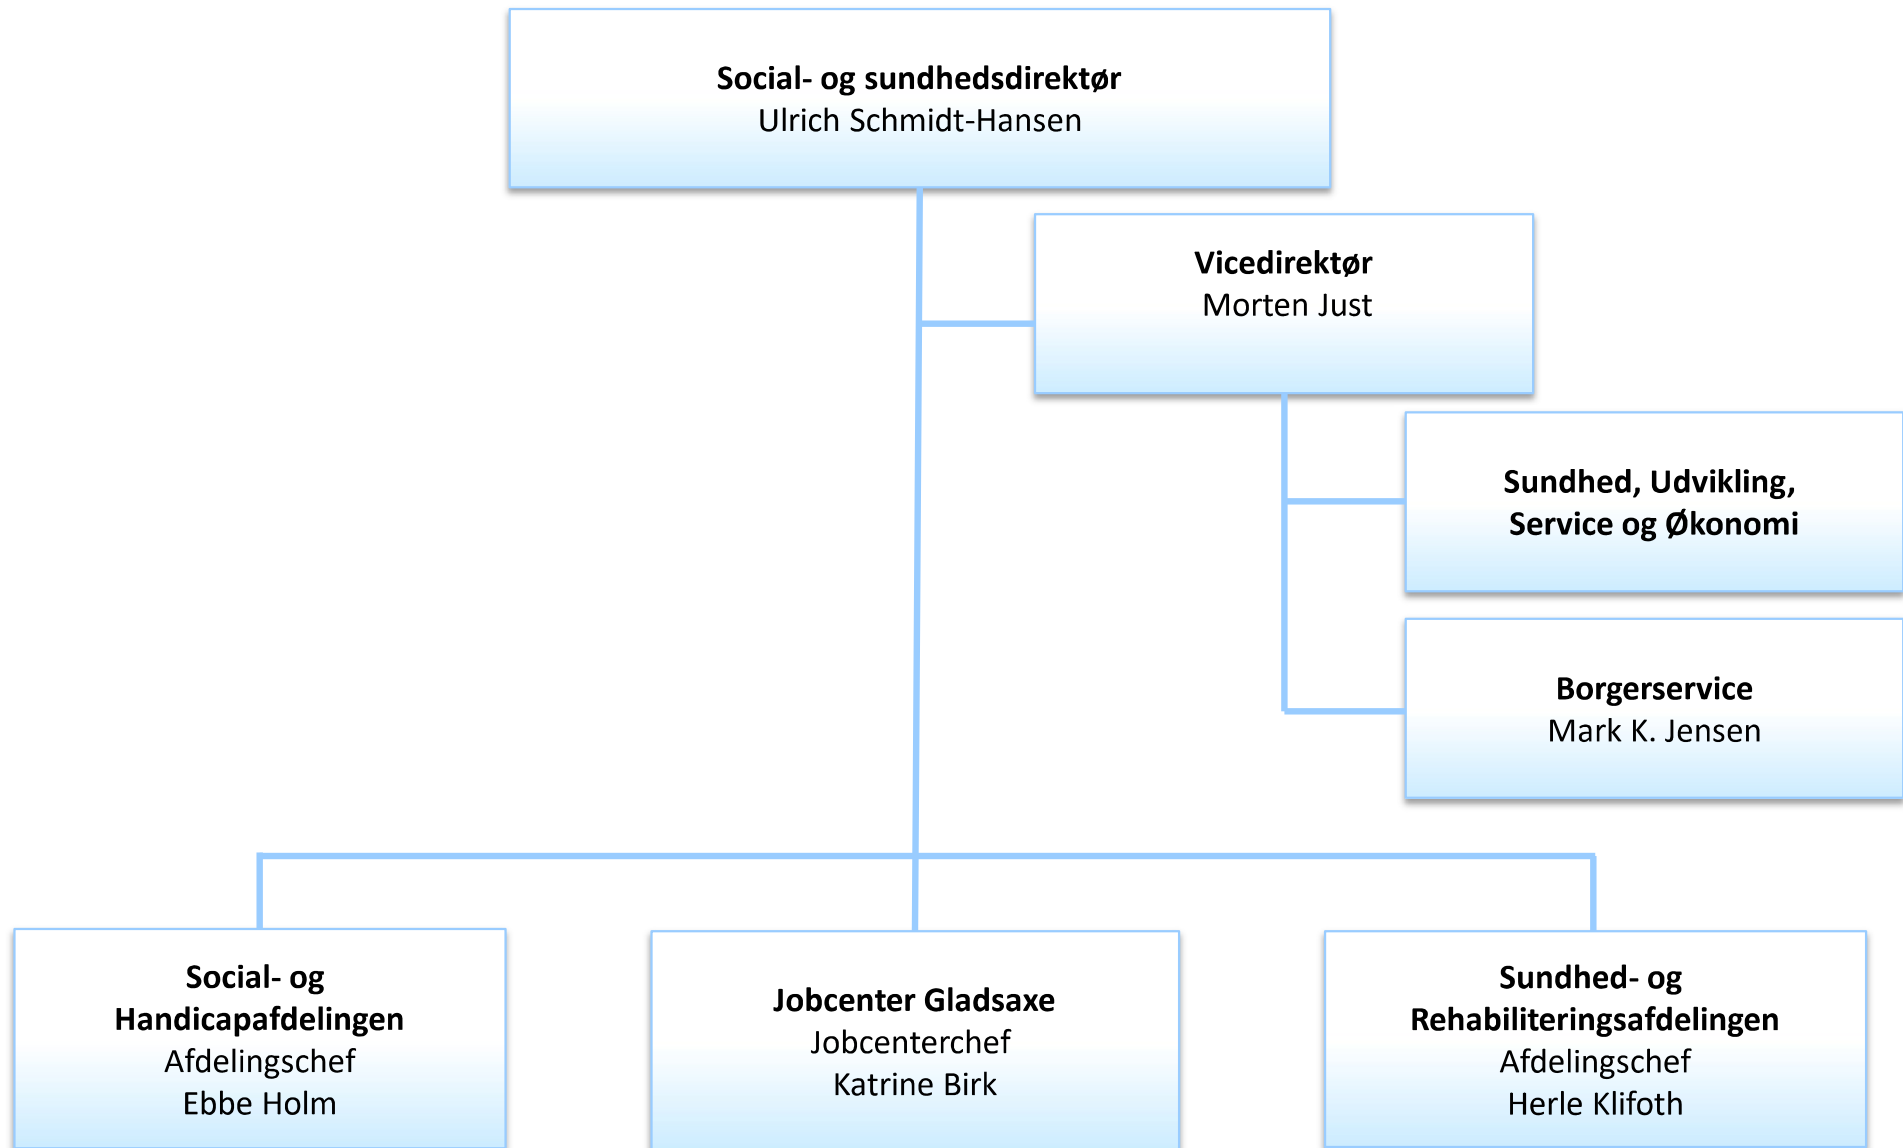 Social- og sundhedsdirektør
Ulrich Schmidt-Hansen
Vicedirektør
Morten Just
Sundhed, Udvikling,
Service og Økonomi
Borgerservice
Mark K. Jensen
Social- og
Handicapafdelingen
Afdelingschef
Ebbe Holm
Jobcenter Gladsaxe
Jobcenterchef
Katrine Birk
Sundhed- og
Rehabiliteringsafdelingen
Afdelingschef
Herle Klifoth